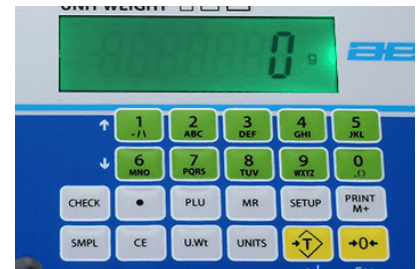 UNIT WEIGHT
0 g
1 2 3 4 5
-/\ ABC DEF GHI JKL
6 7 8 9 0
MNO PQRS TUV WXYZ _()
CHECK • PLU MR SETUP PRINT M+
SMPL CE U.Wt UNITS →T← →0←